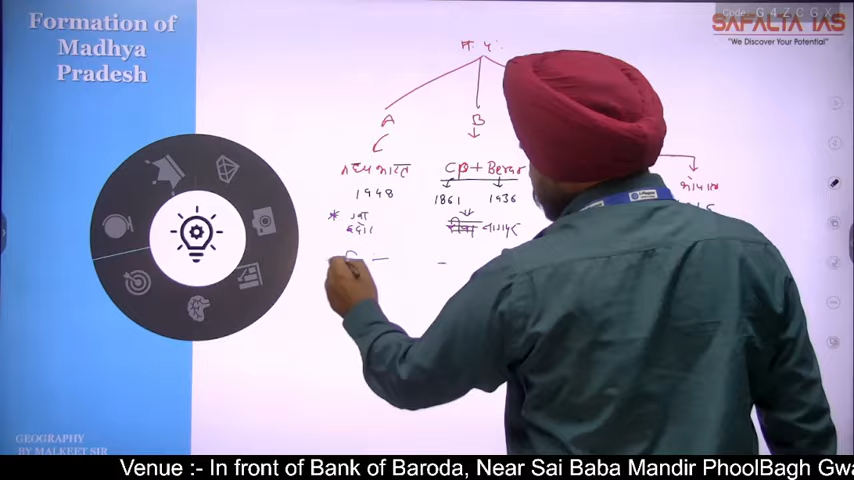 Formation of
Madhya
Pradesh
Code: G4ZCGX
SAFALTA IAS
"We Discover Your Potential"
म. प्र.
A
B
मध्य भारत
CP + Berar
भोपाल
1948
1861
1936
*
इंदौर
नागपुर
GEOGRAPHY
BY MALKEET SIR
Venue :- In front of Bank of Baroda, Near Sai Baba Mandir PhoolBagh Gwa